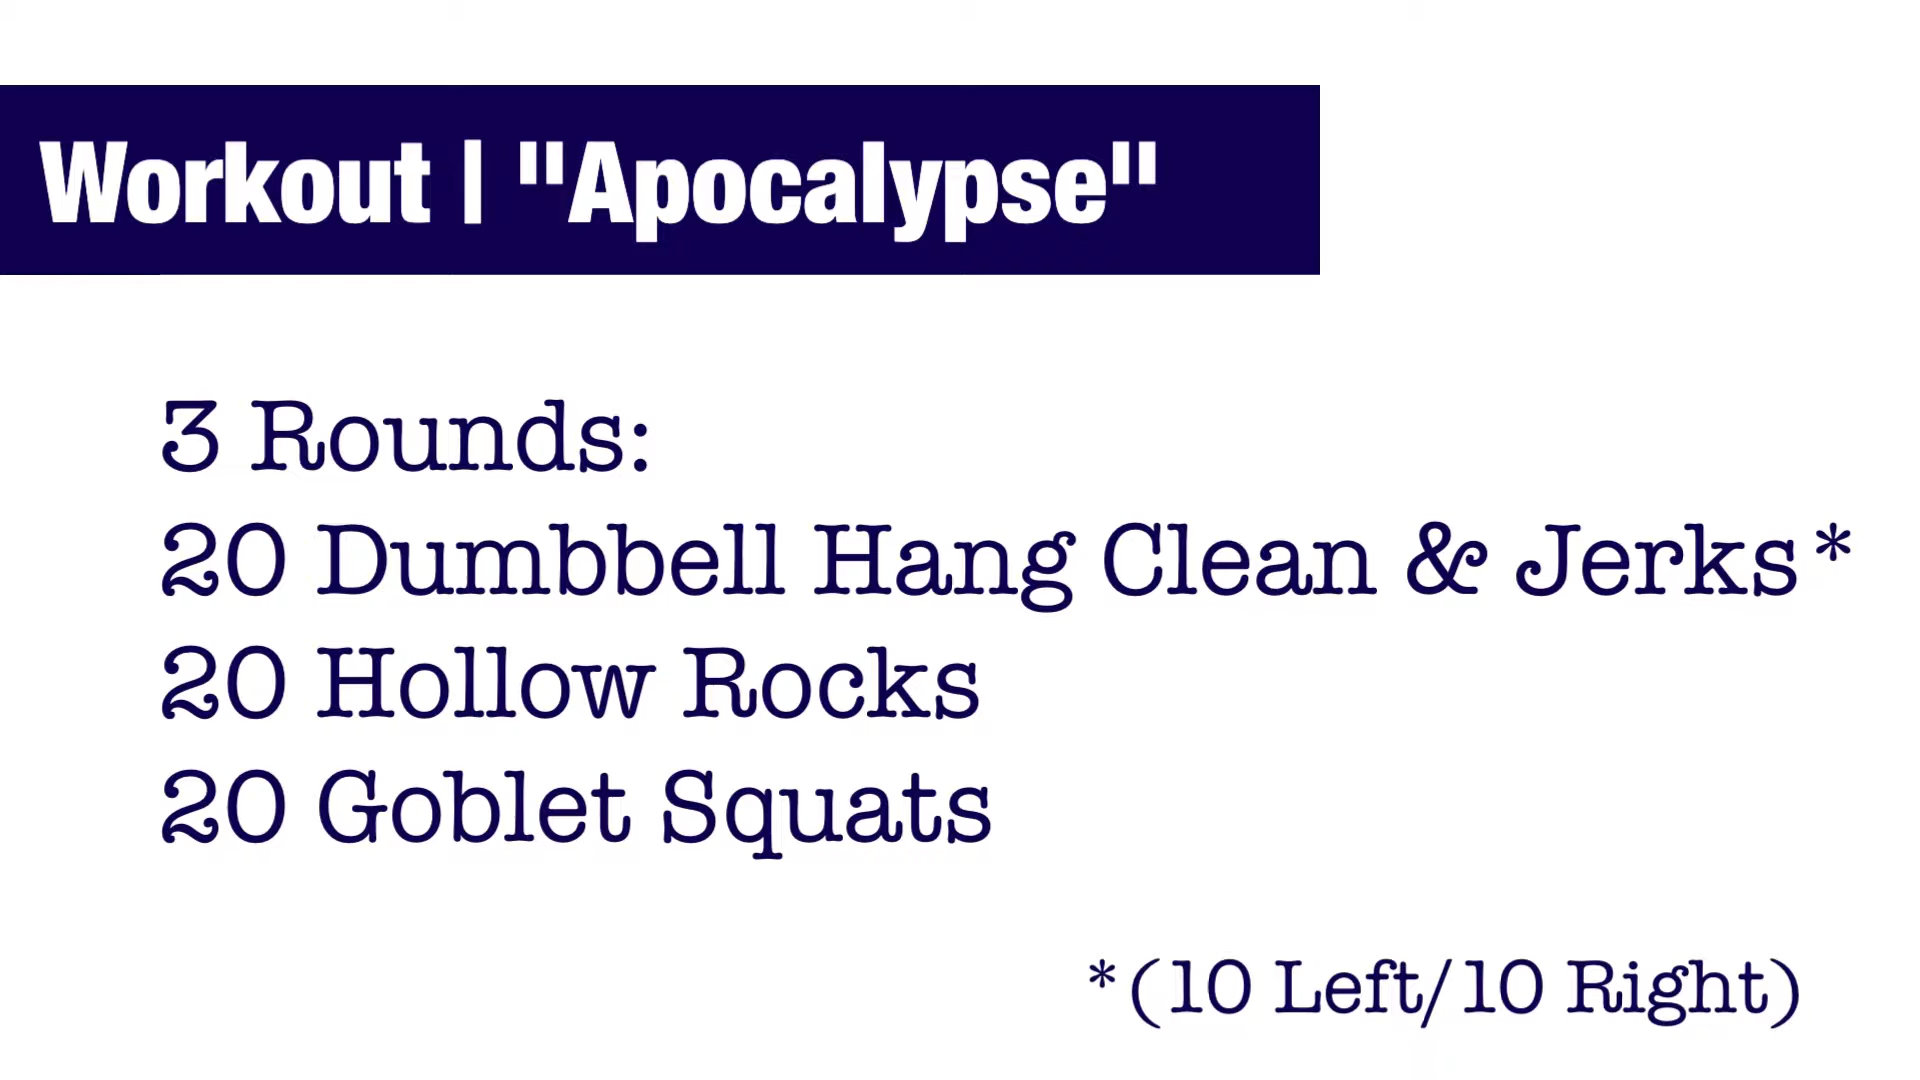 Workout | "Apocalypse"
3 Rounds:
20 Dumbbell Hang Clean & Jerks*
20 Hollow Rocks
20 Goblet Squats
*(10 Left/10 Right)